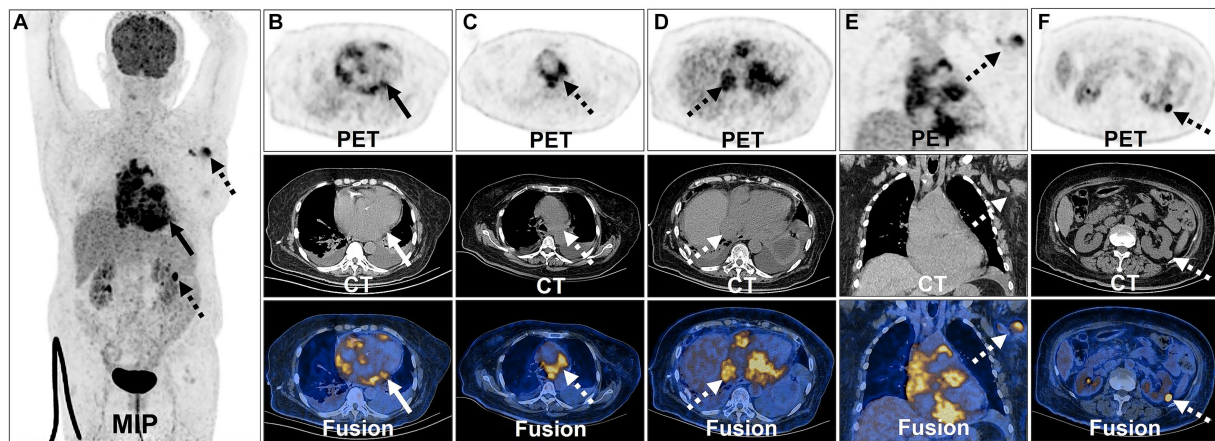 A
B
C
D
E
F
MIP
PET
PET
PET
PET
PET
CT
CT
CT
CT
CT
Fusion
Fusion
Fusion
Fusion
Fusion